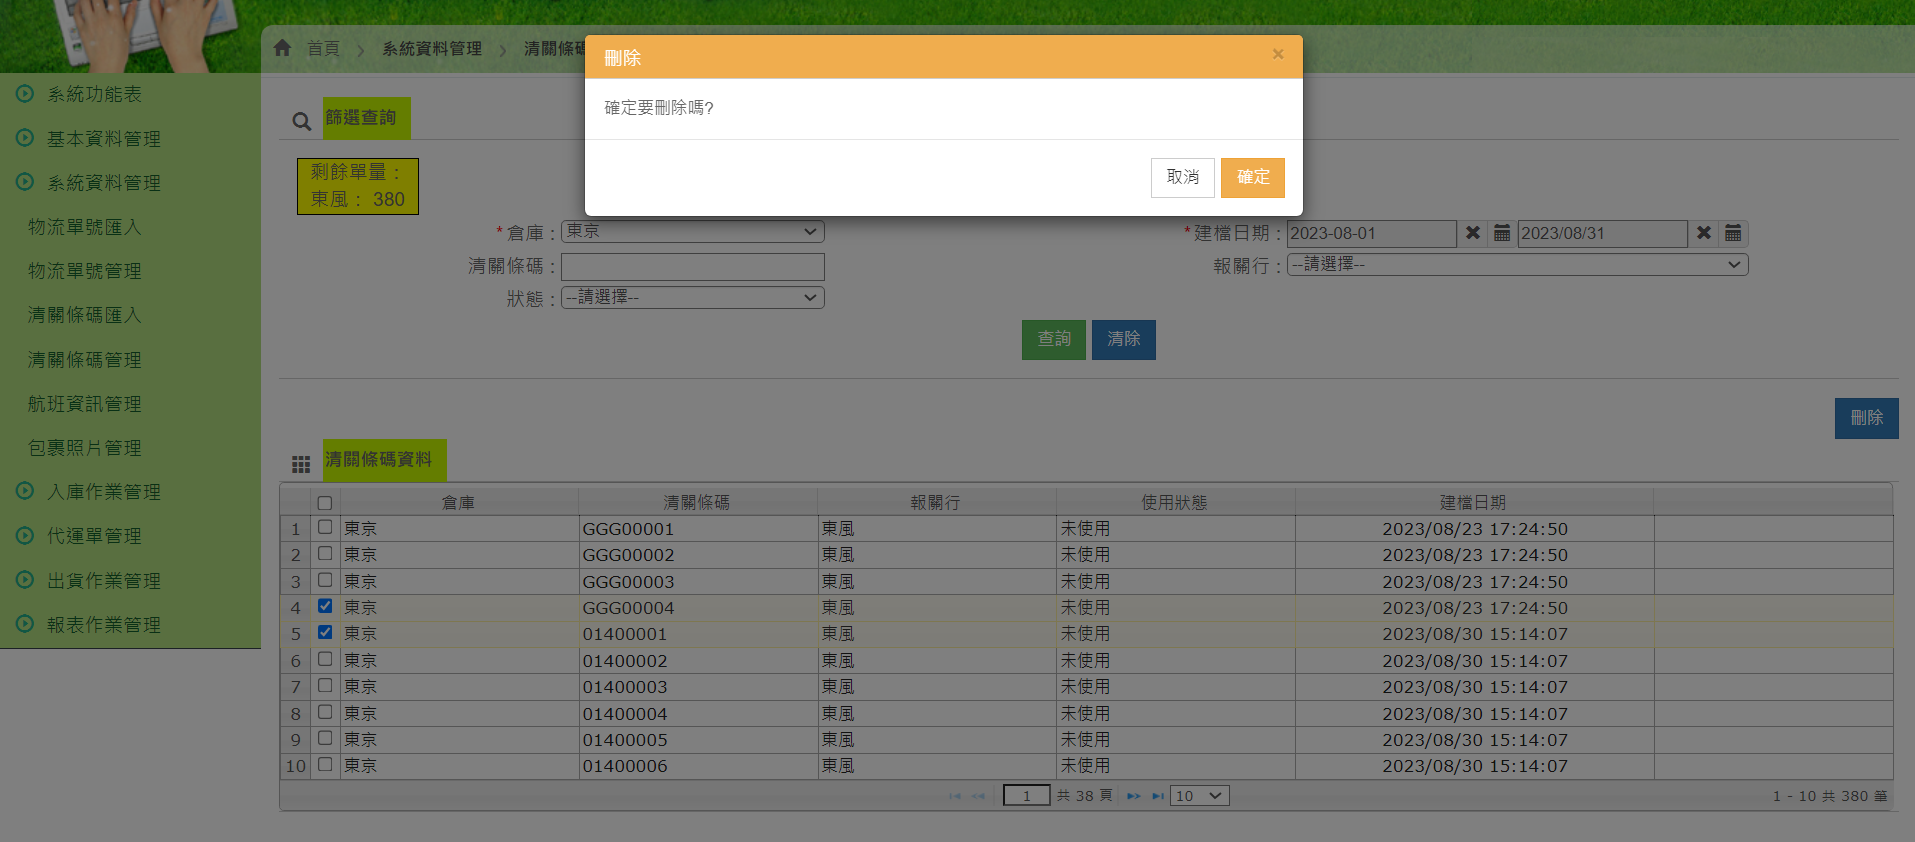 首頁 系統資料管理 清關條碼
刪除 ×
確定要刪除嗎?
取消 確定
系統功能表
基本資料管理
系統資料管理
物流單號匯入
物流單號管理
清關條碼匯入
清關條碼管理
航班資訊管理
包裹照片管理
入庫作業管理
代運單管理
出貨作業管理
報表作業管理
篩選查詢
剩餘單量：
東風： 380
*倉庫： 東京 *建檔日期： 2023-08-01 2023/08/31
清關條碼： 報關行： --請選擇--
狀態： --請選擇--
查詢 清除
刪除
清關條碼資料
倉庫 清關條碼 報關行 使用狀態 建檔日期
1 東京 GGG00001 東風 未使用 2023/08/23 17:24:50
2 東京 GGG00002 東風 未使用 2023/08/23 17:24:50
3 東京 GGG00003 東風 未使用 2023/08/23 17:24:50
4 東京 GGG00004 東風 未使用 2023/08/23 17:24:50
5 東京 01400001 東風 未使用 2023/08/30 15:14:07
6 東京 01400002 東風 未使用 2023/08/30 15:14:07
7 東京 01400003 東風 未使用 2023/08/30 15:14:07
8 東京 01400004 東風 未使用 2023/08/30 15:14:07
9 東京 01400005 東風 未使用 2023/08/30 15:14:07
10 東京 01400006 東風 未使用 2023/08/30 15:14:07
1 共 38 頁 10 1 - 10 共 380 筆